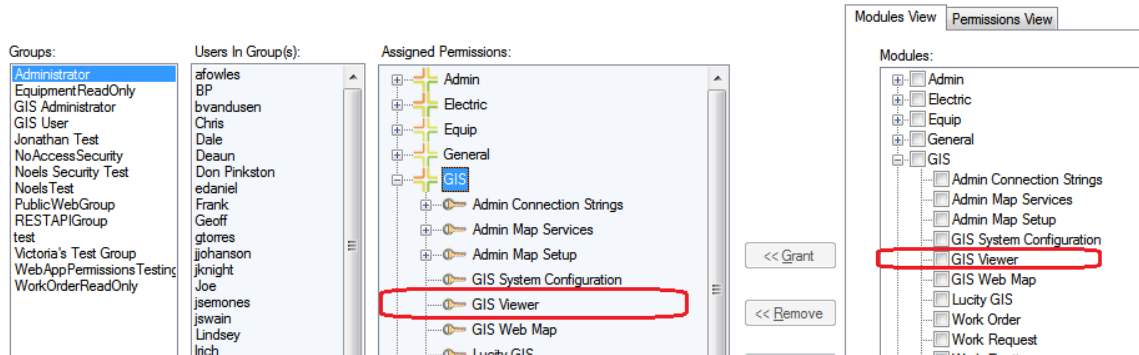 Modules View Permissions View
Groups:
Administrator
EquipmentReadOnly
GIS Administrator
GIS User
Jonathan Test
NoAccessSecurity
Noels Security Test
NoelsTest
PublicWebGroup
RESTAPIGroup
test
Victoria's Test Group
WebAppPermissionsTesting
WorkOrderReadOnly
Users In Group(s):
afowles
BP
bvandusen
Chris
Dale
Deaun
Don Pinkston
edaniel
Frank
Geoff
gtorres
jjohanson
jknight
Joe
jsemones
jswain
Lindsey
lrich
Assigned Permissions:
Admin
Electric
Equip
General
GIS
Admin Connection Strings
Admin Map Services
Admin Map Setup
GIS System Configuration
GIS Viewer
GIS Web Map
Lucity GIS
<< Grant
<< Remove
Modules:
Admin
Electric
Equip
General
GIS
Admin Connection Strings
Admin Map Services
Admin Map Setup
GIS System Configuration
GIS Viewer
GIS Web Map
Lucity GIS
Work Order
Work Request